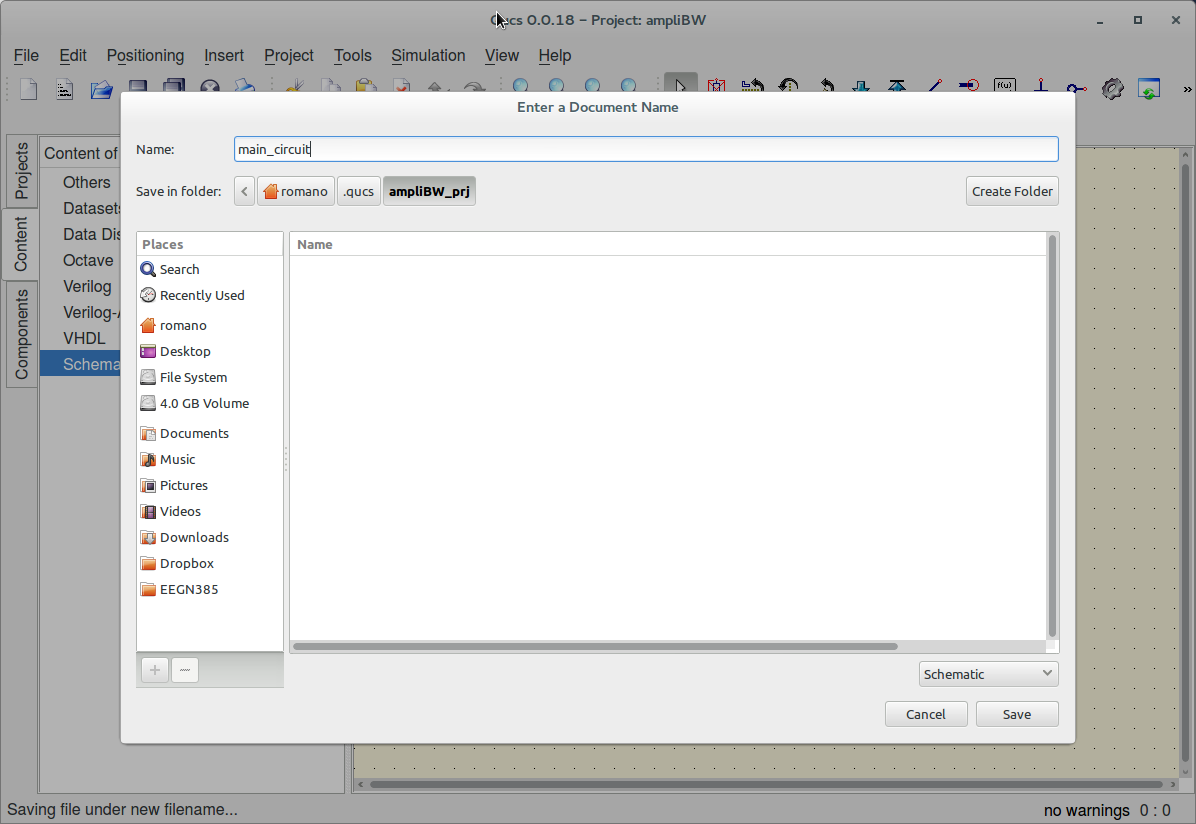 Qucs 0.0.18 - Project: ampliBW
File Edit Positioning Insert Project Tools Simulation View Help
Enter a Document Name
Name: main_circuit
Save in folder: romano .qucs ampliBW_prj Create Folder
Projects
Content
Components
Content of
Others
Datasets
Data Dis
Octave
Verilog
Verilog-A
VHDL
Schema
Places
Search
Recently Used
romano
Desktop
File System
4.0 GB Volume
Documents
Music
Pictures
Videos
Downloads
Dropbox
EEGN385
Name
Schematic
Cancel Save
Saving file under new filename... no warnings 0 : 0